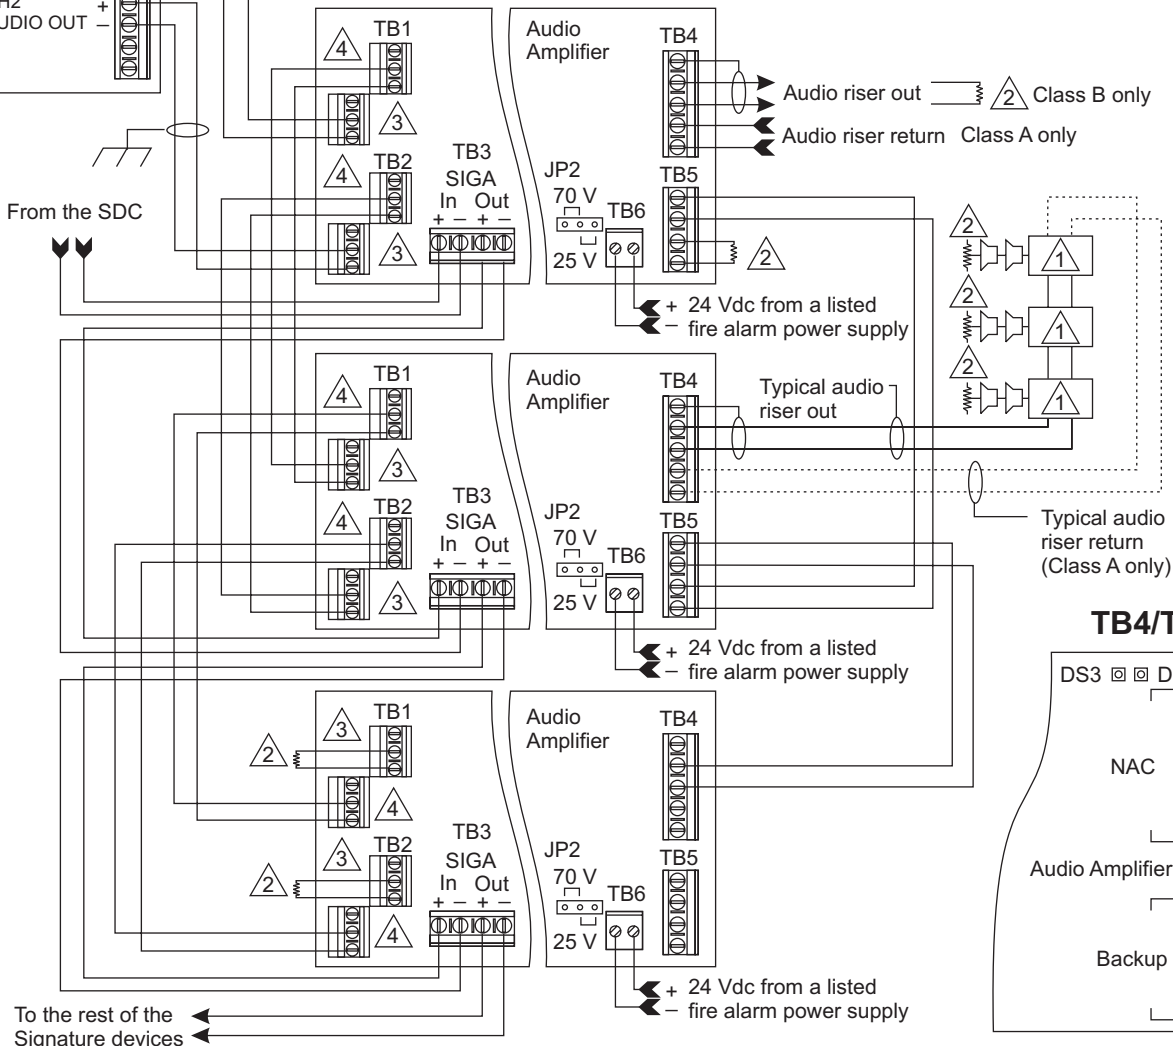 +
UDIO OUT –
From the SDC
4
TB1
3
4
TB2
3
TB3
SIGA
In Out
+ – + –
Audio
Amplifier
TB4
Audio riser out
2
Class B only
Audio riser return Class A only
JP2
70 V
25 V
TB6
TB5
2
+ 24 Vdc from a listed
– fire alarm power supply
2
1
2
1
2
1
4
TB1
3
4
TB2
3
TB3
SIGA
In Out
+ – + –
Audio
Amplifier
TB4
Typical audio
riser out
JP2
70 V
25 V
TB6
TB5
Typical audio
riser return
(Class A only)
+ 24 Vdc from a listed
– fire alarm power supply
3
TB1
2
4
3
TB2
2
4
TB3
SIGA
In Out
+ – + –
Audio
Amplifier
TB4
JP2
70 V
25 V
TB6
TB5
+ 24 Vdc from a listed
– fire alarm power supply
To the rest of the
Signature devices
TB4/T
DS3 D
NAC
Audio Amplifier
Backup